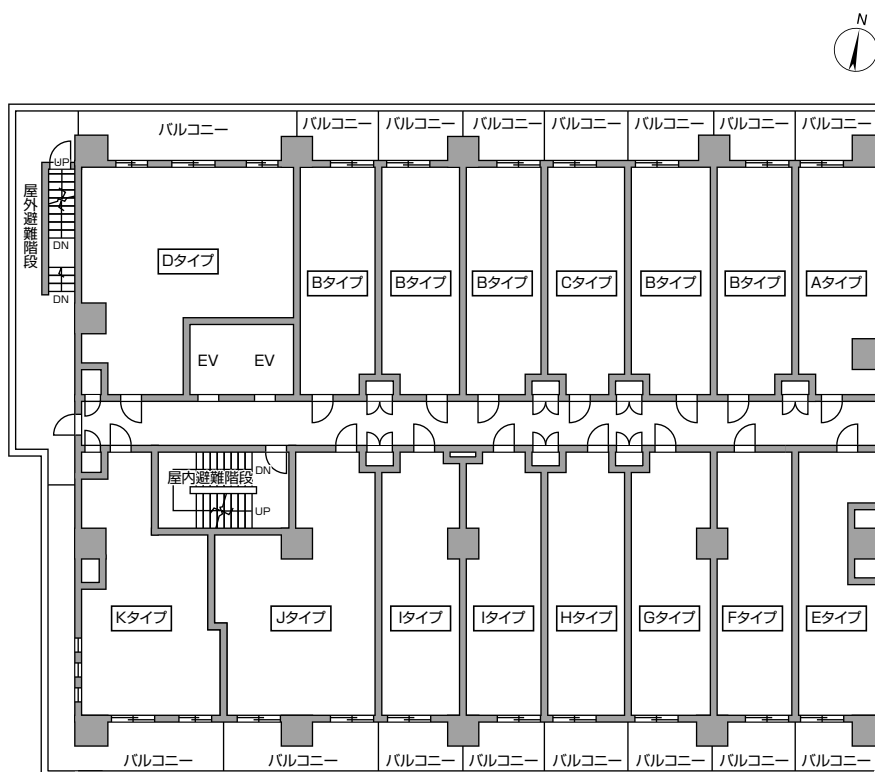 N
バルコニー
バルコニー
バルコニー
バルコニー
バルコニー
バルコニー
バルコニー
バルコニー
UP
屋外避難階段
DN
DN
Dタイプ
Bタイプ
Bタイプ
Bタイプ
Cタイプ
Bタイプ
Bタイプ
Aタイプ
EV
EV
屋内避難階段
DN
UP
Kタイプ
Jタイプ
Iタイプ
Iタイプ
Hタイプ
Gタイプ
Fタイプ
Eタイプ
バルコニー
バルコニー
バルコニー
バルコニー
バルコニー
バルコニー
バルコニー
バルコニー